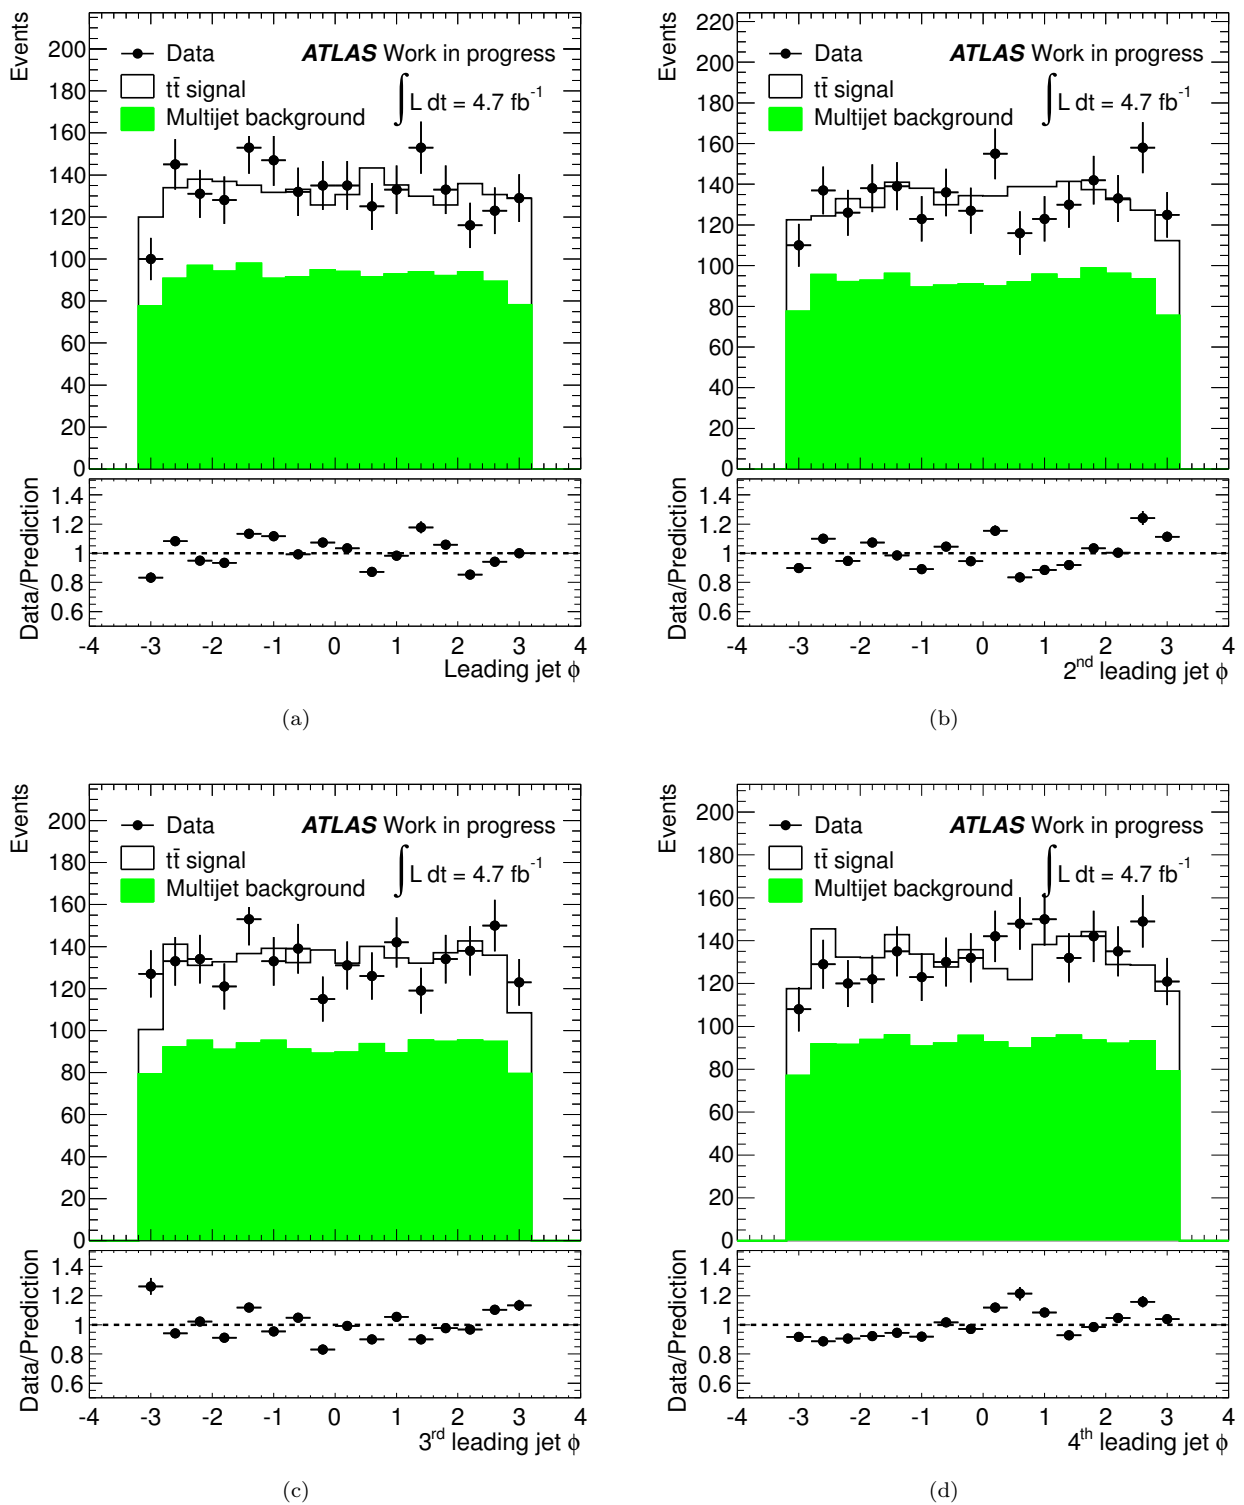 Events
200
180
160
140
120
100
80
60
40
20
0
Data
tt̄ signal
Multijet background
ATLAS Work in progress
∫ L dt = 4.7 fb⁻¹
Data/Prediction
1.4
1.2
1
0.8
0.6
-4 -3 -2 -1 0 1 2 3 4
Leading jet ϕ
(a)
Events
220
200
180
160
140
120
100
80
60
40
20
0
Data
tt̄ signal
Multijet background
ATLAS Work in progress
∫ L dt = 4.7 fb⁻¹
Data/Prediction
1.4
1.2
1
0.8
0.6
-4 -3 -2 -1 0 1 2 3 4
2nd leading jet ϕ
(b)
Events
200
180
160
140
120
100
80
60
40
20
0
Data
tt̄ signal
Multijet background
ATLAS Work in progress
∫ L dt = 4.7 fb⁻¹
Data/Prediction
1.4
1.2
1
0.8
0.6
-4 -3 -2 -1 0 1 2 3 4
3rd leading jet ϕ
(c)
Events
200
180
160
140
120
100
80
60
40
20
0
Data
tt̄ signal
Multijet background
ATLAS Work in progress
∫ L dt = 4.7 fb⁻¹
Data/Prediction
1.4
1.2
1
0.8
0.6
-4 -3 -2 -1 0 1 2 3 4
4th leading jet ϕ
(d)